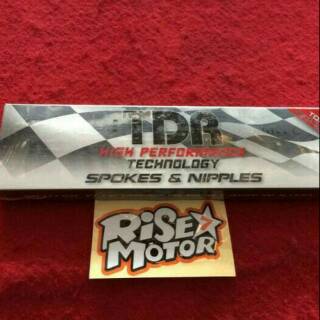 TDR
HIGH PERFORMANCE
TECHNOLOGY
SPOKES & NIPPLES
RiSE
MOTOR